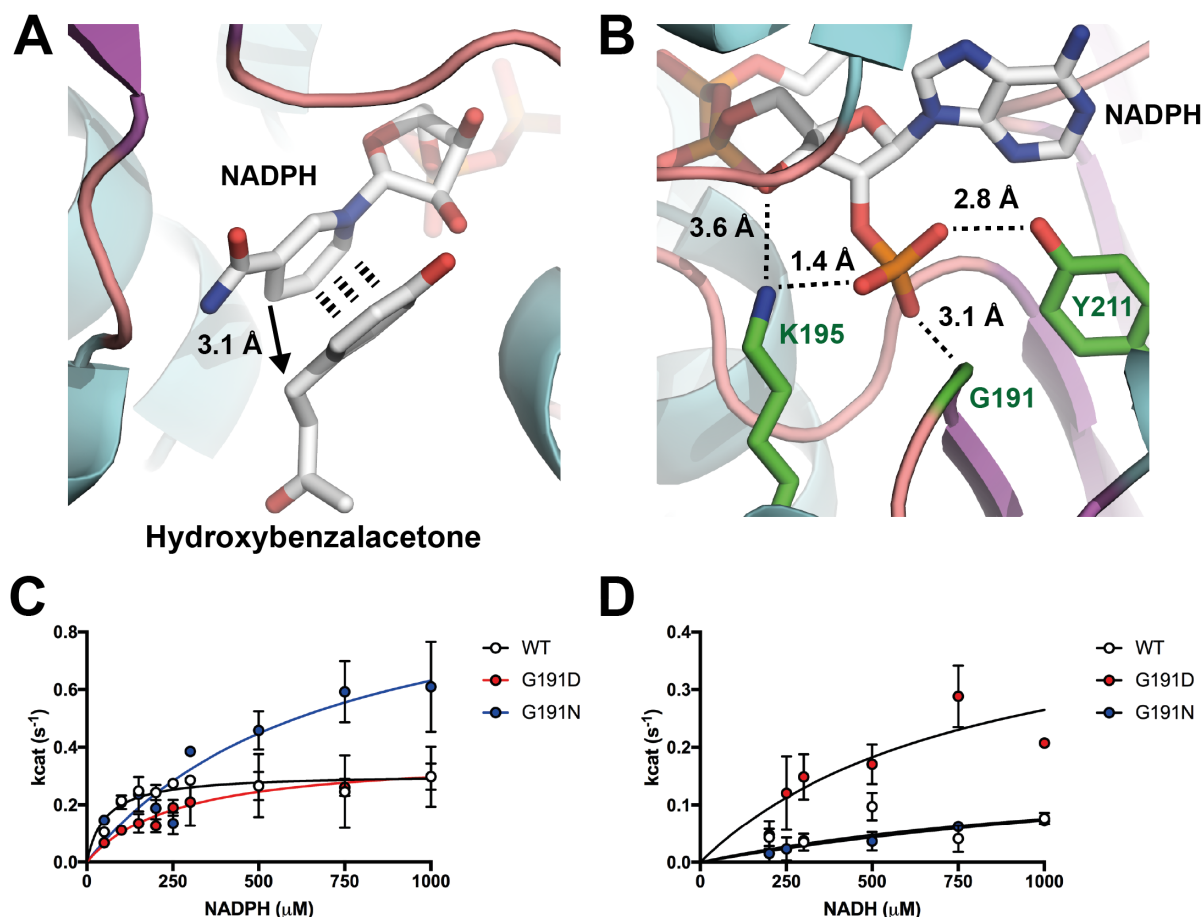 A
NADPH
3.1 Å
Hydroxybenzalacetone
B
NADPH
2.8 Å
3.6 Å
1.4 Å
K195
3.1 Å
Y211
G191
C
kcat (s-1)
0.8
0.6
0.4
0.2
0.0
0 250 500 750 1000
NADPH (μM)
WT
G191D
G191N
D
kcat (s-1)
0.4
0.3
0.2
0.1
0.0
0 250 500 750 1000
NADH (μM)
WT
G191D
G191N